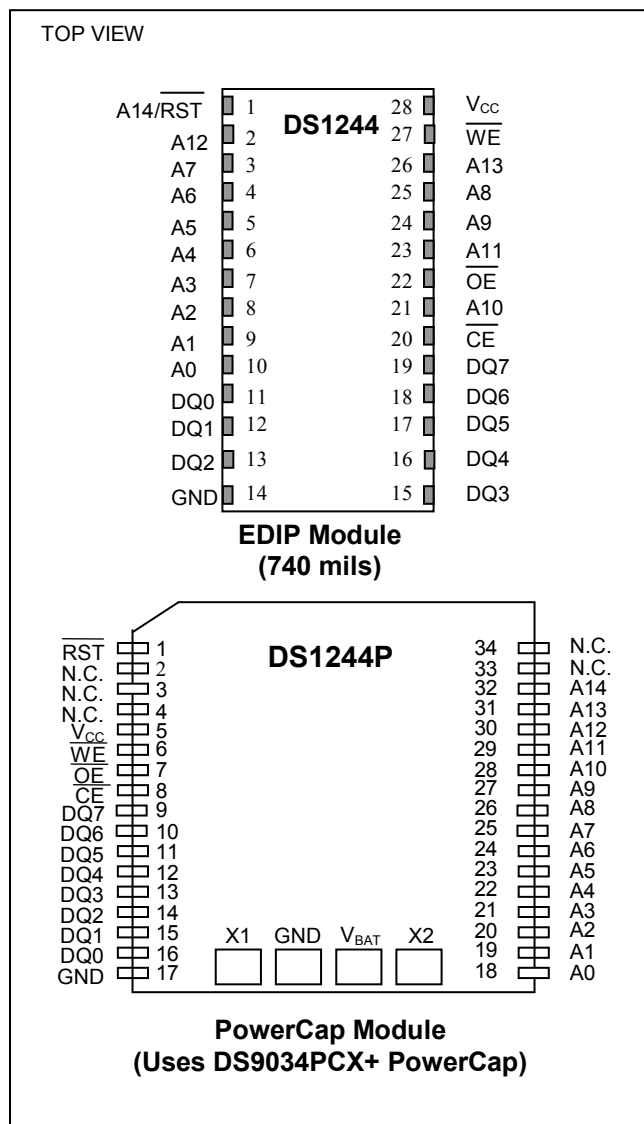 TOP VIEW
A14/RST 1 DS1244 28 VCC
A12 2 27 WE
A7 3 26 A13
A6 4 25 A8
A5 5 24 A9
A4 6 23 A11
A3 7 22 OE
A2 8 21 A10
A1 9 20 CE
A0 10 19 DQ7
DQ0 11 18 DQ6
DQ1 12 17 DQ5
DQ2 13 16 DQ4
GND 14 15 DQ3
EDIP Module
(740 mils)
RST 1 DS1244P 34 N.C.
N.C. 2 33 N.C.
N.C. 3 32 A14
N.C. 4 31 A13
VCC 5 30 A12
WE 6 29 A11
OE 7 28 A10
CE 8 27 A9
DQ7 9 26 A8
DQ6 10 25 A7
DQ5 11 24 A6
DQ4 12 23 A5
DQ3 13 22 A4
DQ2 14 21 A3
DQ1 15 X1 GND VBAT X2 20 A2
DQ0 16 19 A1
GND 17 18 A0
PowerCap Module
(Uses DS9034PCX+ PowerCap)